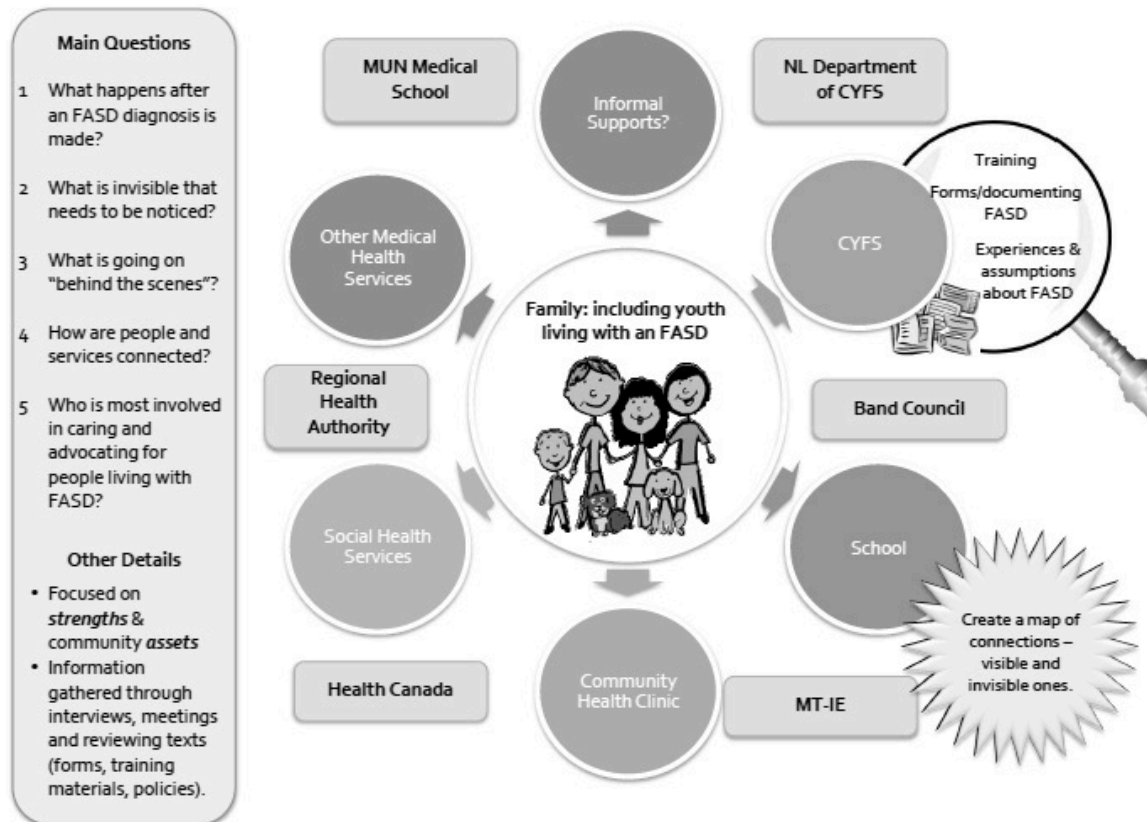 Main Questions
1 What happens after
an FASD diagnosis is
made?
2 What is invisible that
needs to be noticed?
3 What is going on
"behind the scenes"?
4 How are people and
services connected?
5 Who is most involved
in caring and
advocating for
people living with
FASD?
Other Details
• Focused on
strengths &
community assets
• Information
gathered through
interviews, meetings
and reviewing texts
(forms, training
materials, policies).
MUN Medical
School
Informal
Supports?
NL Department
of CYFS
Other Medical
Health
Services
CYFS
Training
Forms/documenting
FASD
Experiences &
assumptions
about FASD
Family: including youth
living with an FASD
Regional
Health
Authority
Band Council
Social Health
Services
School
Health Canada
Community
Health Clinic
MT-IE
Create a map of
connections –
visible and
invisible ones.